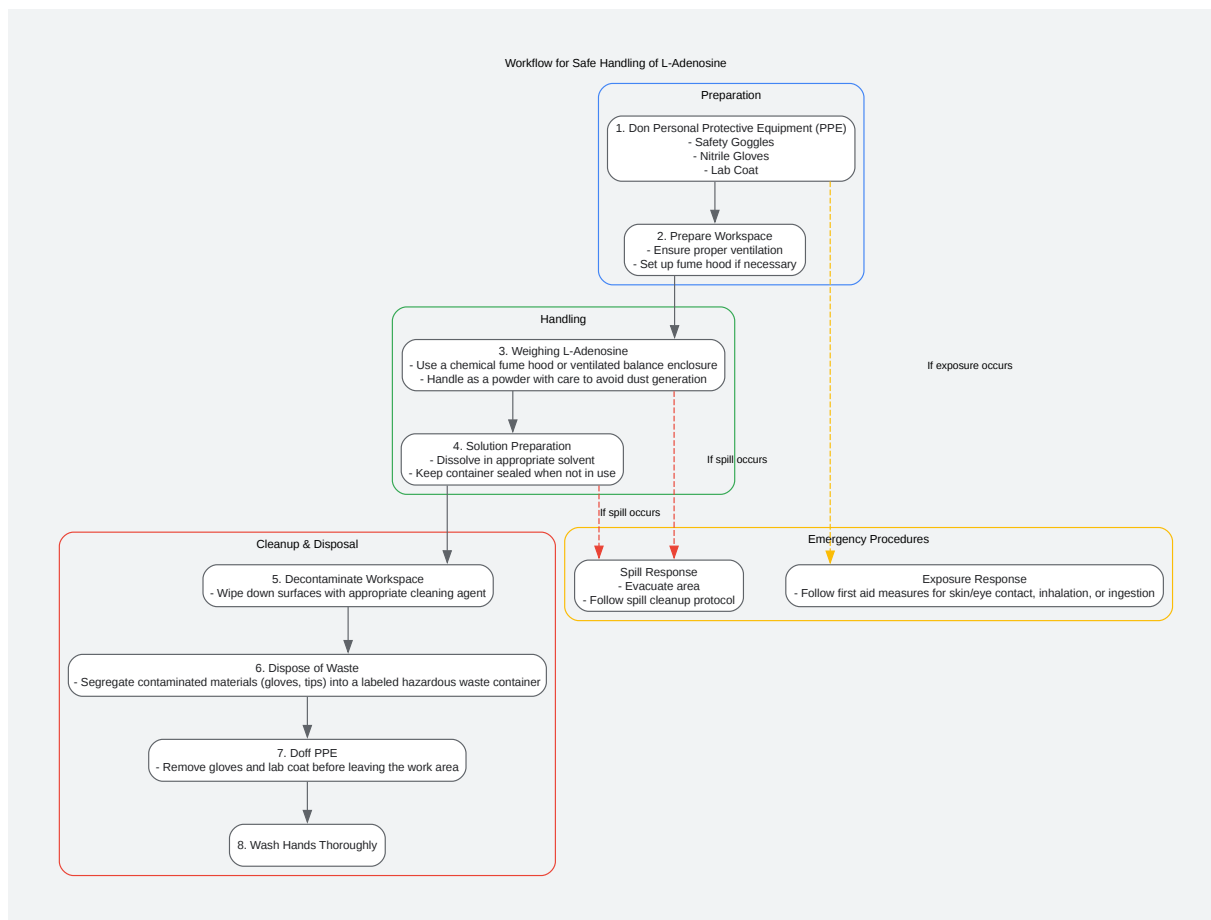 Workflow for Safe Handling of L-Adenosine
Preparation
1. Don Personal Protective Equipment (PPE)
- Safety Goggles
- Nitrile Gloves
- Lab Coat
2. Prepare Workspace
- Ensure proper ventilation
- Set up fume hood if necessary
Handling
3. Weighing L-Adenosine
- Use a chemical fume hood or ventilated balance enclosure
- Handle as a powder with care to avoid dust generation
If exposure occurs
4. Solution Preparation
- Dissolve in appropriate solvent
- Keep container sealed when not in use
If spill occurs
If spill occurs
Cleanup & Disposal
5. Decontaminate Workspace
- Wipe down surfaces with appropriate cleaning agent
6. Dispose of Waste
- Segregate contaminated materials (gloves, tips) into a labeled hazardous waste container
7. Doff PPE
- Remove gloves and lab coat before leaving the work area
8. Wash Hands Thoroughly
Emergency Procedures
Spill Response
- Evacuate area
- Follow spill cleanup protocol
Exposure Response
- Follow first aid measures for skin/eye contact, inhalation, or ingestion